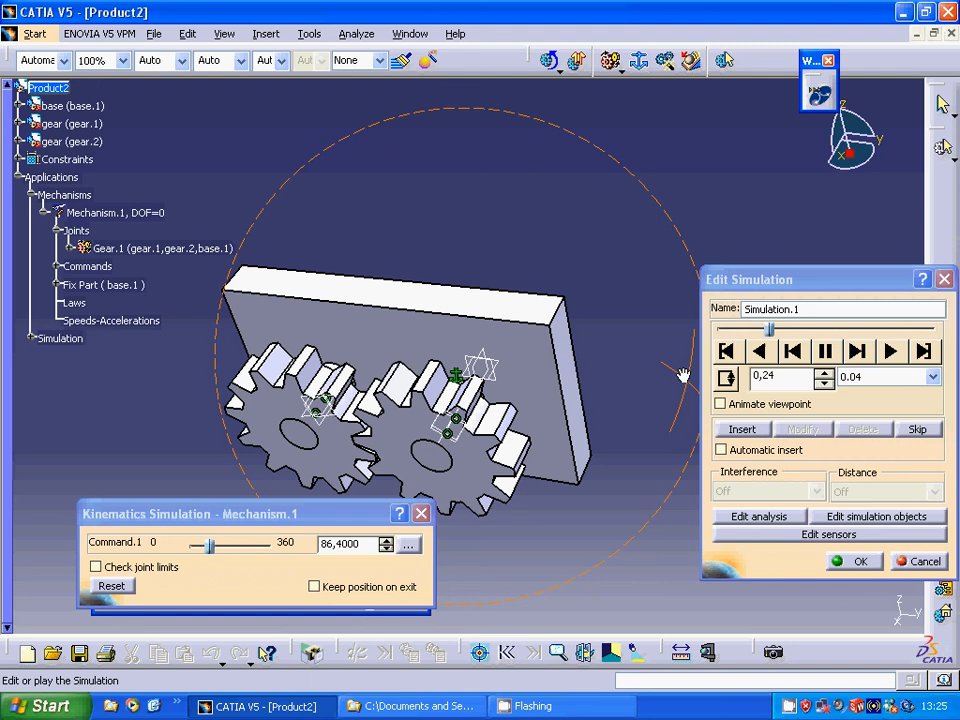 CATIA V5 - [Product2]
Start ENOVIA V5 VPM File Edit View Insert Tools Analyze Window Help
Automa 100% Auto Auto Aut Aut None
W...
Product2
base (base.1)
gear (gear.1)
gear (gear.2)
Constraints
Applications
Mechanisms
Mechanism.1, DOF=0
Joints
Gear.1 (gear.1,gear.2,base.1)
Commands
Fix Part ( base.1 )
Laws
Speeds-Accelerations
Simulation
z
y
x
Edit Simulation
Name: Simulation.1
0,24 0.04
Animate viewpoint
Insert Modify Delete Skip
Automatic insert
Interference Distance
Off Off
Edit analysis Edit simulation objects
Edit sensors
OK Cancel
Kinematics Simulation - Mechanism.1
Command.1 0 360 86,4000 ...
Check joint limits
Reset Keep position on exit
z
y
x
DS CATIA
Edit or play the Simulation
Start CATIA V5 - [Product2] C:\Documents and Se... Flashing 13:25